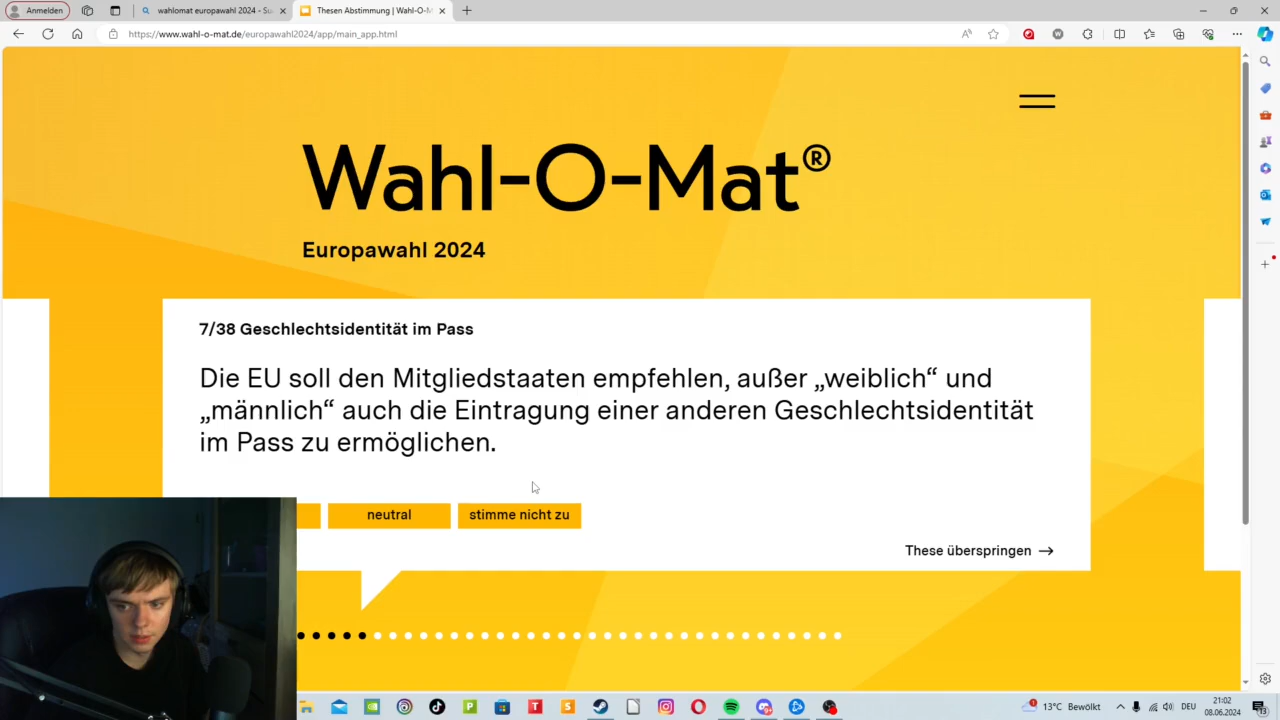 Anmelden
wahlomat europawahl 2024 - Su
Thesen Abstimmung | Wahl-O-M
https://www.wahl-o-mat.de/europawahl2024/app/main_app.html
Wahl-O-Mat®
Europawahl 2024
7/38 Geschlechtsidentität im Pass
Die EU soll den Mitgliedstaaten empfehlen, außer „weiblich“ und
„männlich“ auch die Eintragung einer anderen Geschlechtsidentität
im Pass zu ermöglichen.
neutral
stimme nicht zu
These überspringen →
13°C Bewölkt
DEU
21:02
08.06.2024